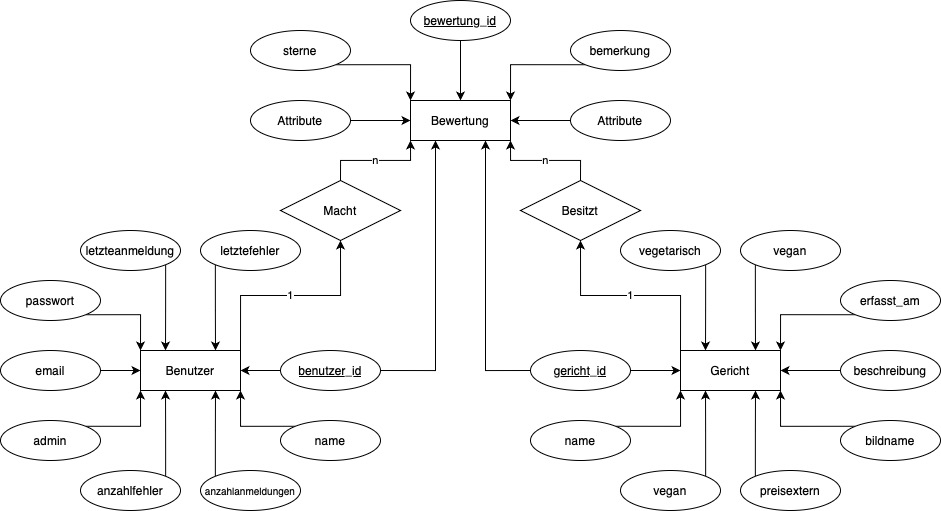 bewertung_id
sterne
bemerkung
Attribute
Bewertung
Attribute
n
n
Macht
Besitzt
letzteanmeldung
letztefehler
vegetarisch
vegan
passwort
1
1
erfasst_am
email
Benutzer
benutzer_id
gericht_id
Gericht
beschreibung
admin
name
name
bildname
anzahlfehler
anzahlanmeldungen
vegan
preisextern